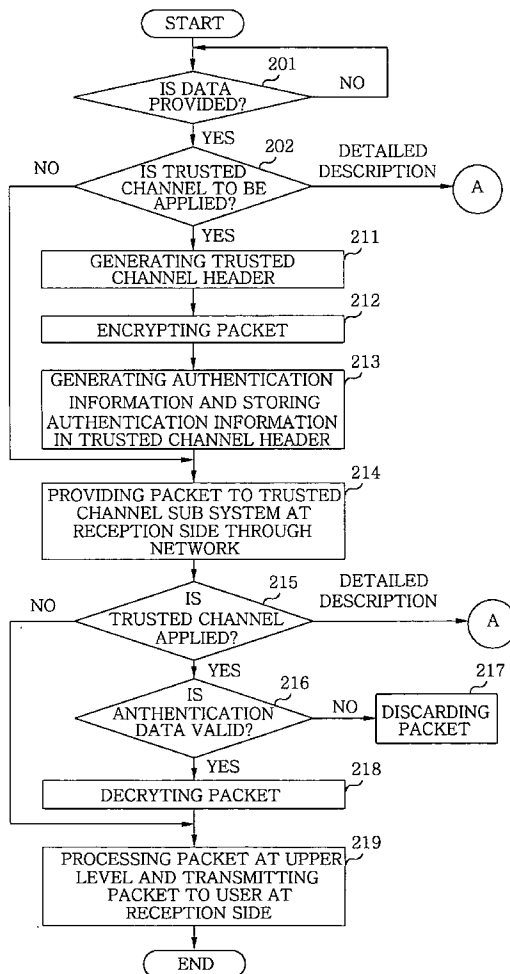 START
201
IS DATA
PROVIDED?
NO
YES
202
NO
IS TRUSTED
CHANNEL TO BE
APPLIED?
DETAILED
DESCRIPTION
A
YES
211
GENERATING TRUSTED
CHANNEL HEADER
212
ENCRYPTING PACKET
213
GENERATING AUTHENTICATION
INFORMATION AND STORING
AUTHENTICATION INFORMATION
IN TRUSTED CHANNEL HEADER
214
PROVIDING PACKET TO TRUSTED
CHANNEL SUB SYSTEM AT
RECEPTION SIDE THROUGH
NETWORK
215
NO
IS
TRUSTED CHANNEL
APPLIED?
DETAILED
DESCRIPTION
A
YES
216
IS
ANTHENTICATION
DATA VALID?
NO
217
DISCARDING
PACKET
YES
218
DECRYTING PACKET
219
PROCESSING PACKET AT UPPER
LEVEL AND TRANSMITTING
PACKET TO USER AT
RECEPTION SIDE
END